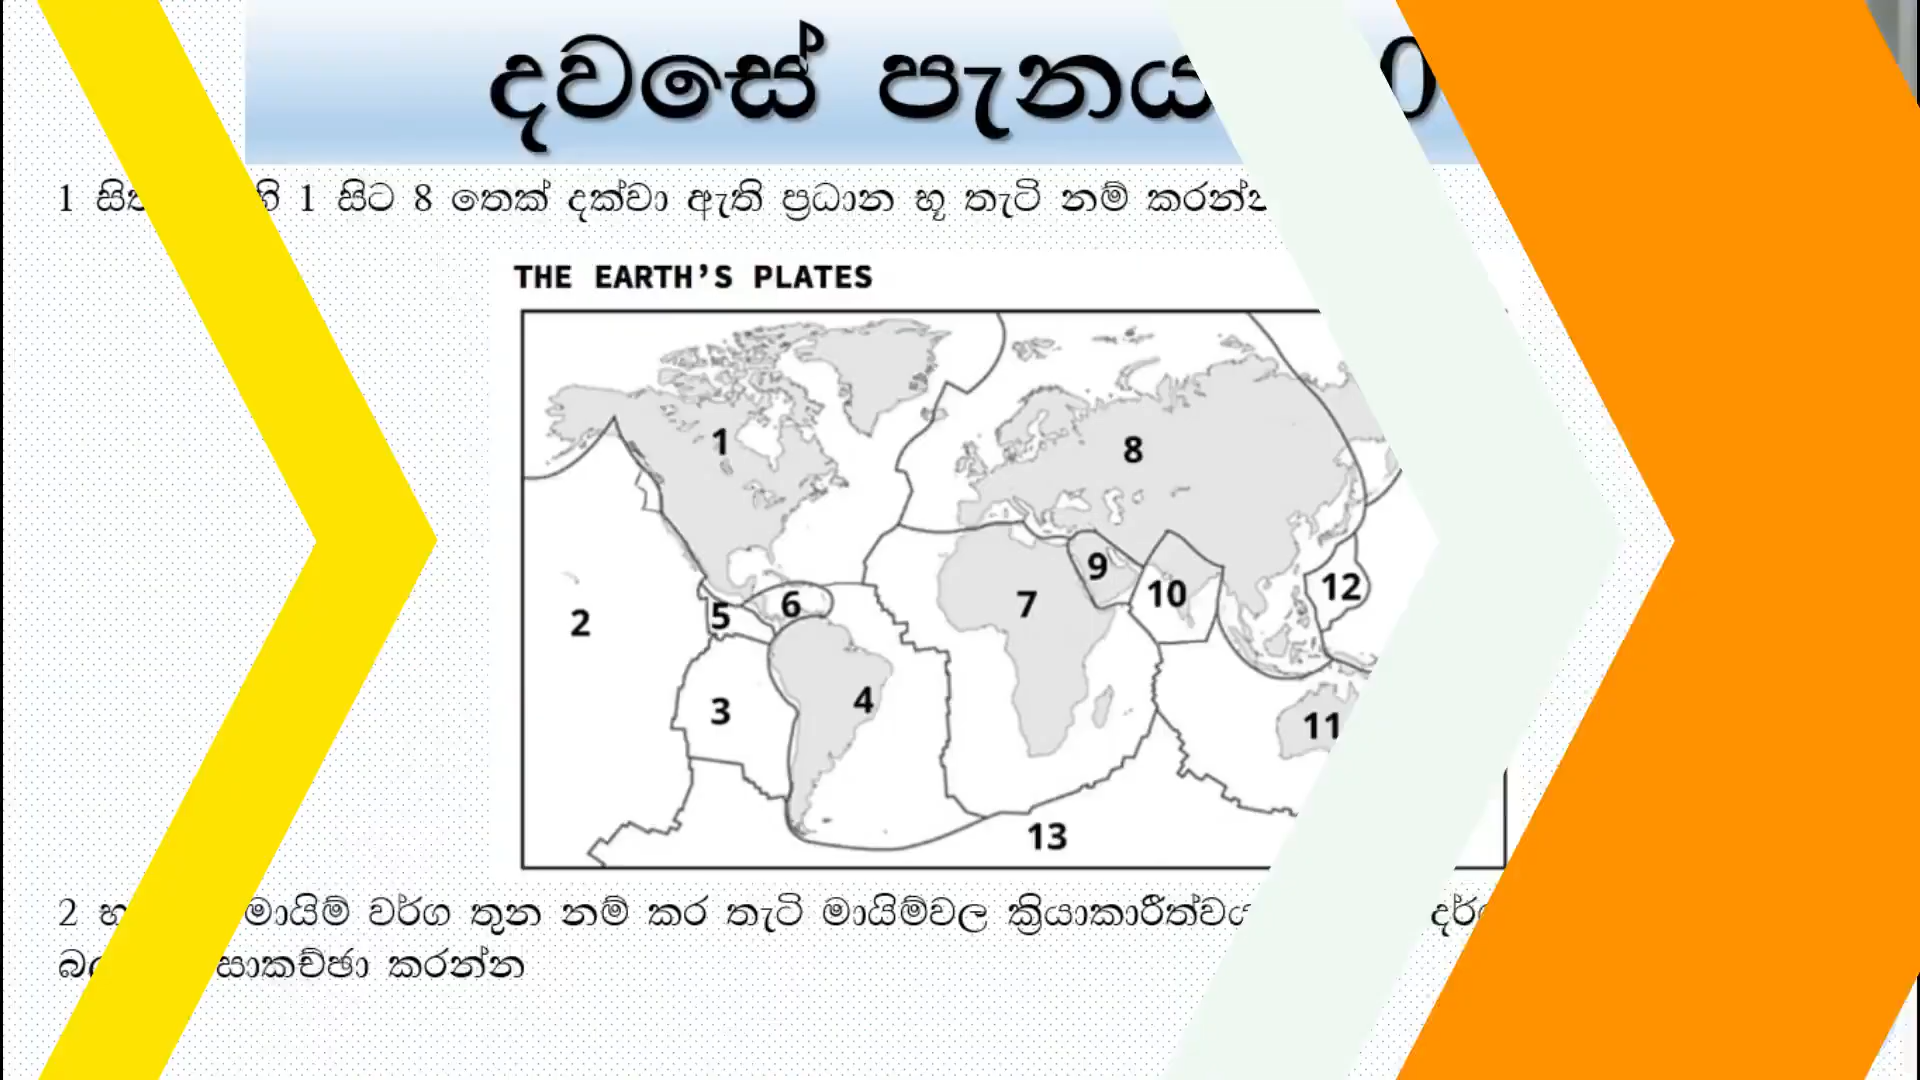 දවසේ පැනය
1 1 සිට 8 තෙක් දක්වා ඇති ප්‍රධාන භූ තැටි නම්
THE EARTH'S PLATES
1
8
9
10
12
2
5
6
7
3
4
11
13
2 මායිම් වර්ග තුන නම් කර තැටි මායිම්වල
සාකච්ඡා කරන්න